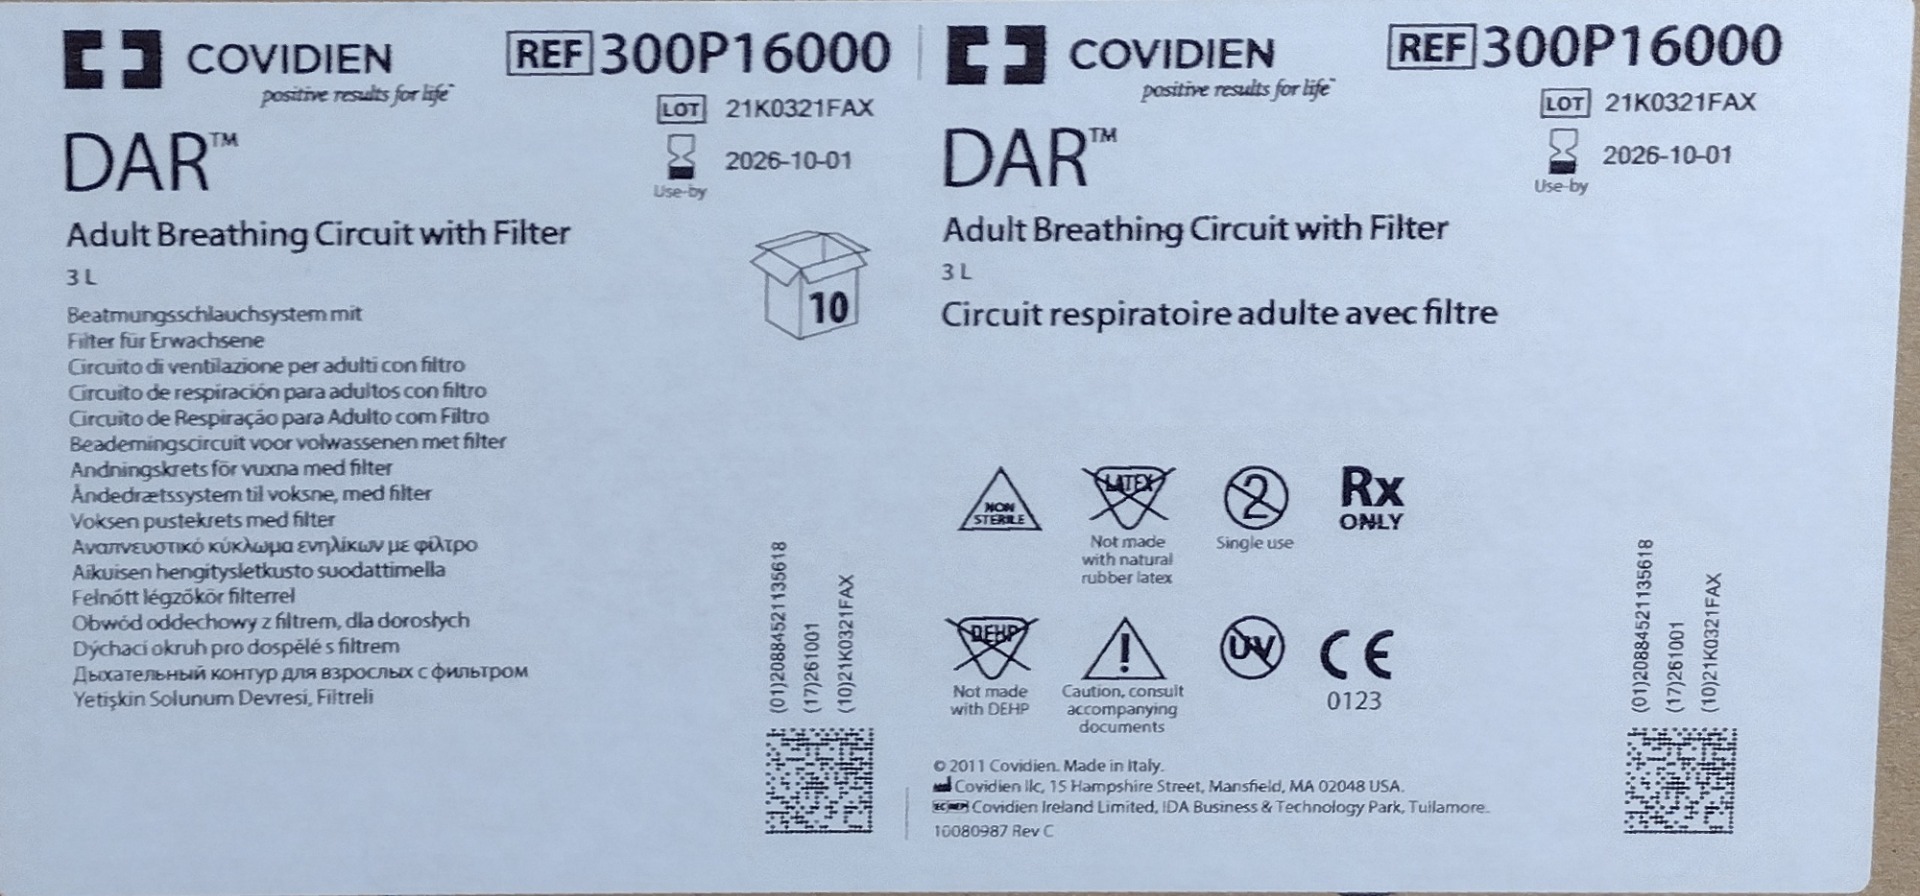 COVIDIEN
positive results for life™
REF 300P16000
LOT 21K0321FAX
2026-10-01
Use-by
DAR™
Adult Breathing Circuit with Filter
3 L
10
Beatmungsschlauchsystem mit
Filter für Erwachsene
Circuito di ventilazione per adulti con filtro
Circuito de respiración para adultos con filtro
Circuito de Respiração para Adulto com Filtro
Beademingscircuit voor volwassenen met filter
Andningskrets för vuxna med filter
Åndedrætssystem til voksne, med filter
Voksen pustekrets med filter
Αναπνευστικό κύκλωμα ενηλίκων με φίλτρο
Aikuisen hengitysletkusto suodattimella
Felnőtt légzőkör filterrel
Obwód oddechowy z filtrem, dla dorosłych
Dýchací okruh pro dospělé s filtrem
Дыхательный контур для взрослых с фильтром
Yetişkin Solunum Devresi, Filtreli
(01)20884521135618
(17)261001
(10)21K0321FAX
COVIDIEN
positive results for life™
REF 300P16000
LOT 21K0321FAX
2026-10-01
Use-by
DAR™
Adult Breathing Circuit with Filter
3 L
Circuit respiratoire adulte avec filtre
NON
STERILE
LATEX
Not made
with natural
rubber latex
2
Single use
Rx
ONLY
DEHP
Not made
with DEHP
!
Caution, consult
accompanying
documents
UV
CE
0123
(01)20884521135618
(17)261001
(10)21K0321FAX
© 2011 Covidien. Made in Italy.
Covidien llc, 15 Hampshire Street, Mansfield, MA 02048 USA.
EC REP Covidien Ireland Limited, IDA Business & Technology Park, Tullamore.
10080987 Rev C